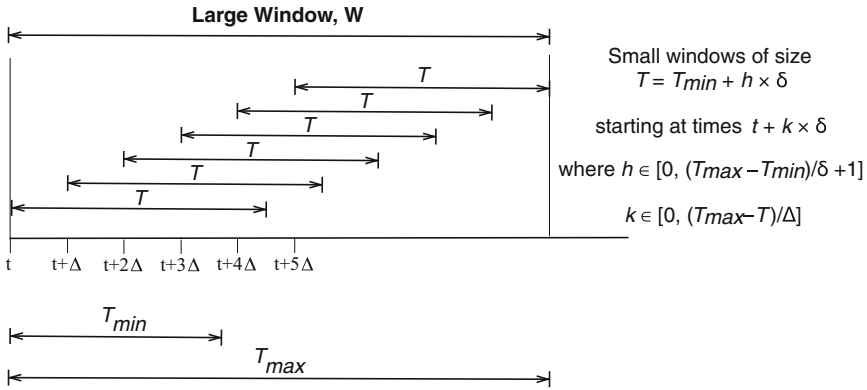 Large Window, W
T
T
T
T
T
T
t
t+Δ
t+2Δ
t+3Δ
t+4Δ
t+5Δ
Tmin
Tmax
Small windows of size
T = Tmin + h × δ
starting at times t + k × δ
where h ∈ [0, (Tmax – Tmin)/δ +1]
k ∈ [0, (Tmax– T)/Δ]